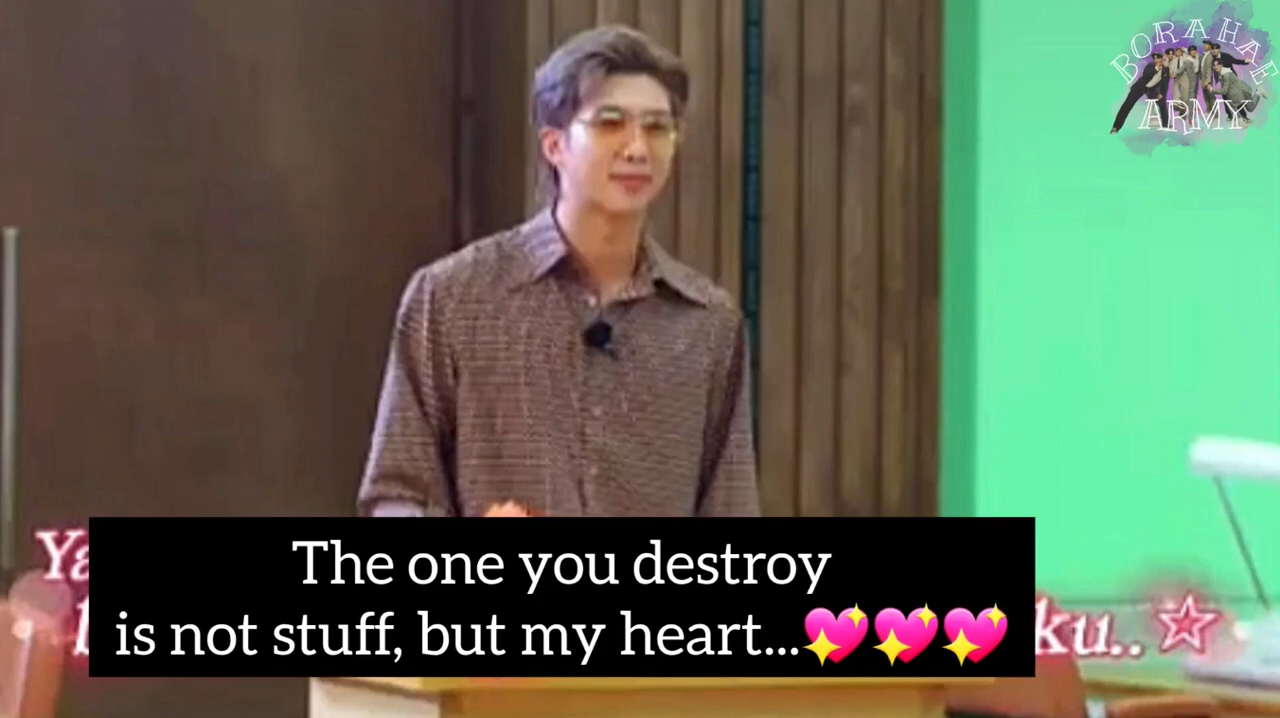 BORAHAE
ARMY
The one you destroy
is not stuff, but my heart...💖💖💖
Ya
ku..☆